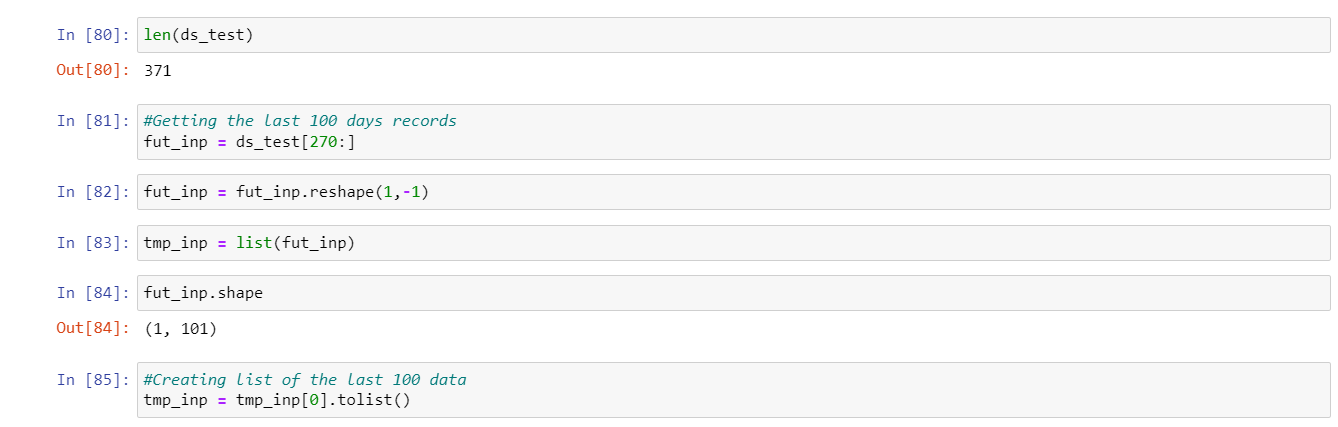 In [80]: len(ds_test)
Out[80]: 371
In [81]: #Getting the last 100 days records
fut_inp = ds_test[270:]
In [82]: fut_inp = fut_inp.reshape(1,-1)
In [83]: tmp_inp = list(fut_inp)
In [84]: fut_inp.shape
Out[84]: (1, 101)
In [85]: #Creating list of the last 100 data
tmp_inp = tmp_inp[0].tolist()